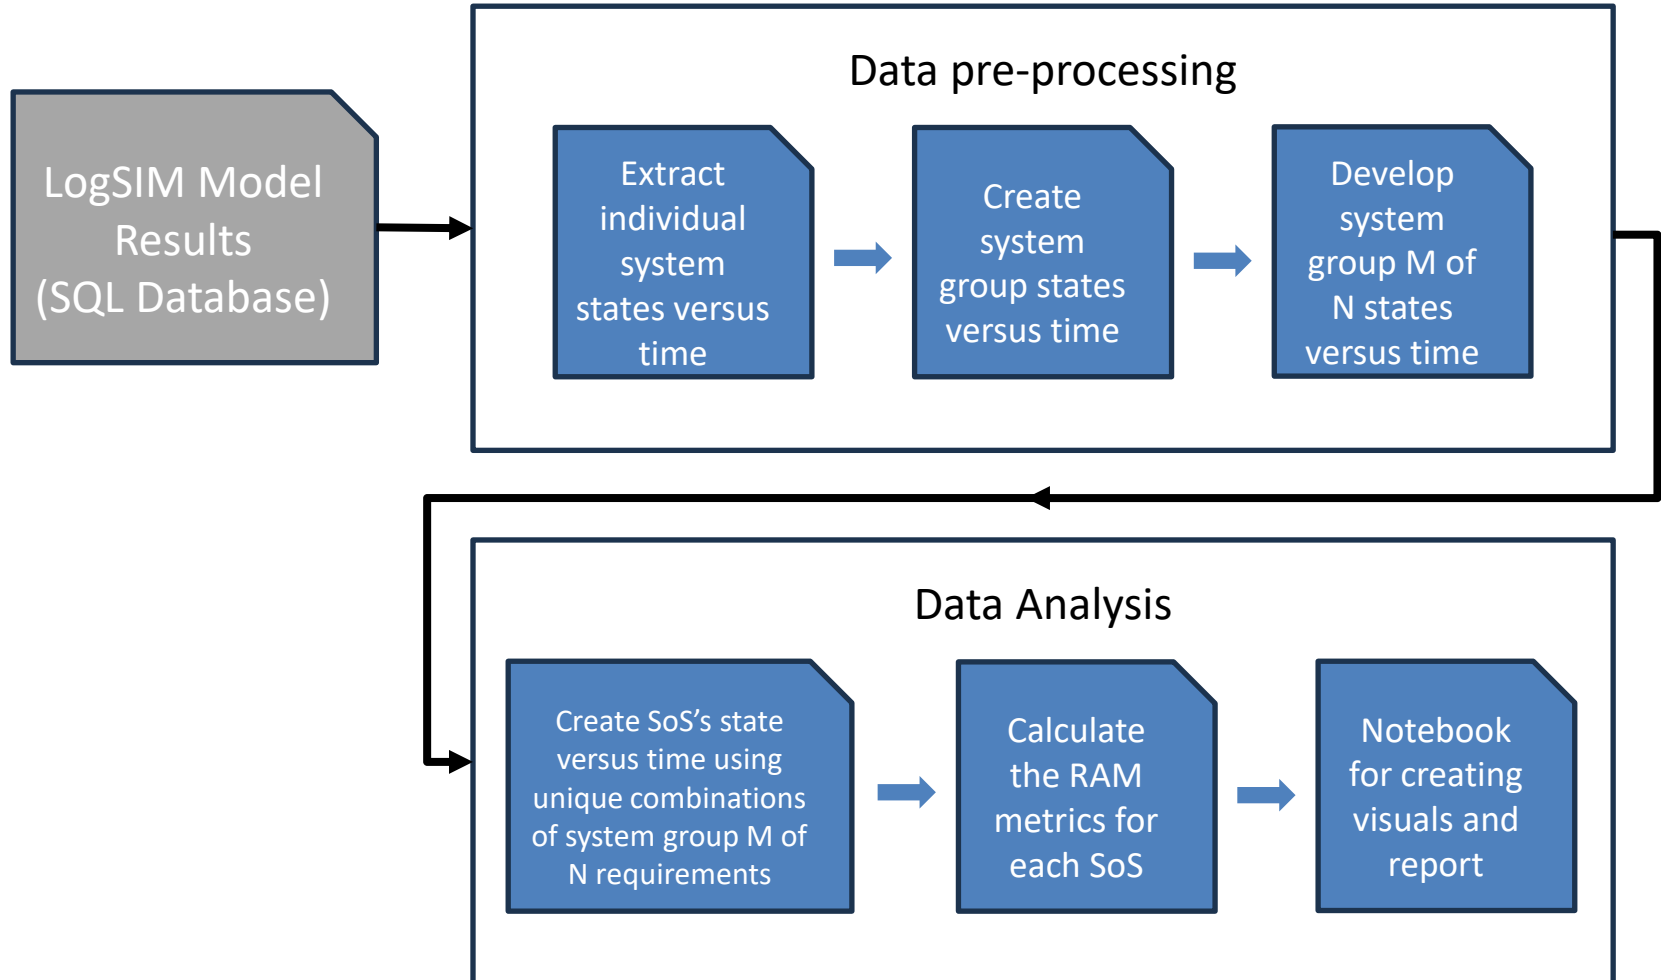 LogSIM Model
Results
(SQL Database)
Data pre-processing
Extract
individual
system
states versus
time
Create
system
group states
versus time
Develop
system
group M of
N states
versus time
Data Analysis
Create SoS’s state
versus time using
unique combinations
of system group M of
N requirements
Calculate
the RAM
metrics for
each SoS
Notebook
for creating
visuals and
report